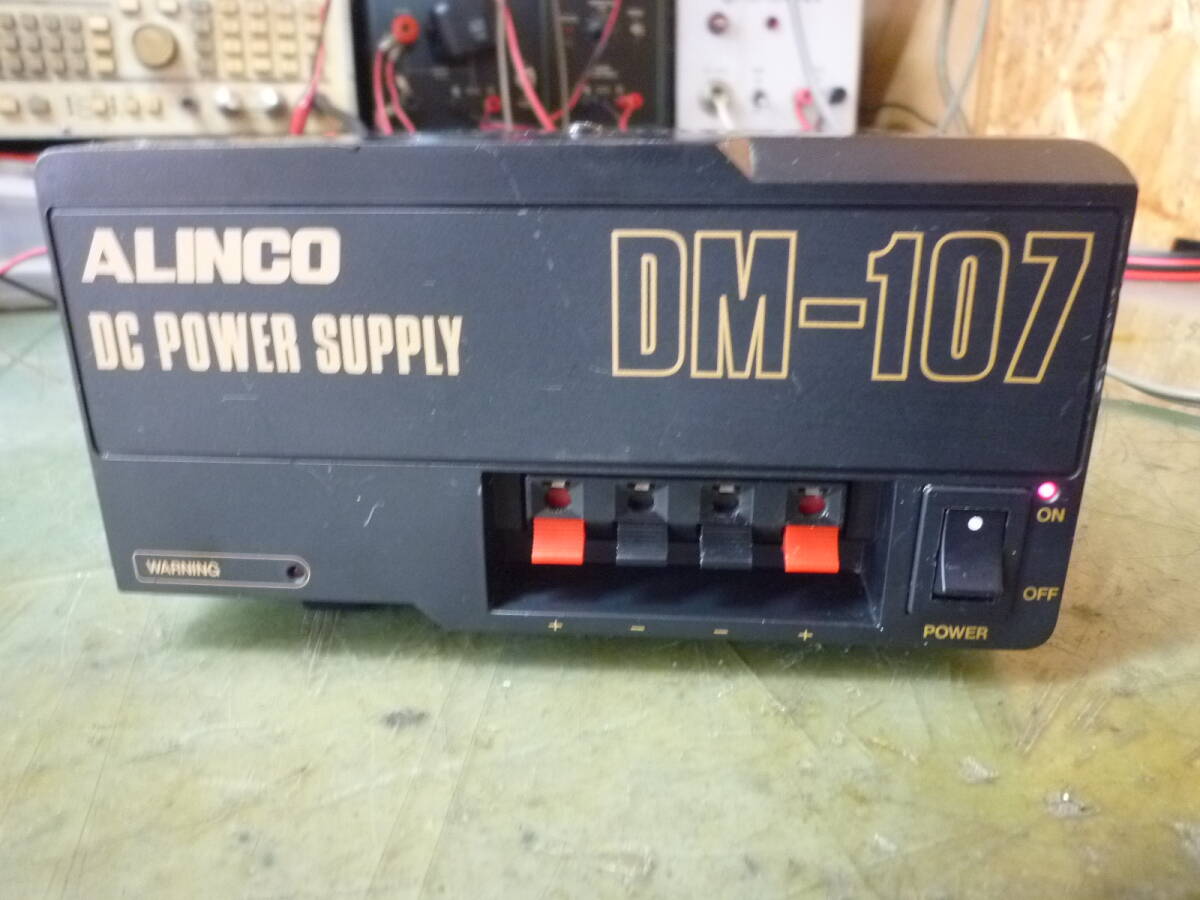 ALINCO
DC POWER SUPPLY
DM-107
WARNING
+ − − +
ON
OFF
POWER